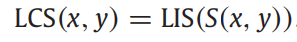 LCS(x, y) = LIS(S(x, y)).